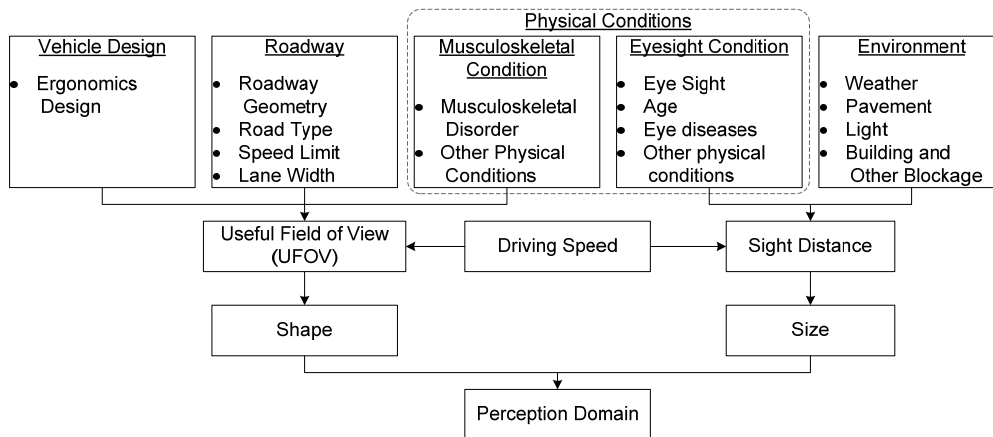 Physical Conditions
Vehicle Design
● Ergonomics
Design
Roadway
● Roadway
Geometry
● Road Type
● Speed Limit
● Lane Width
Musculoskeletal
Condition
● Musculoskeletal
Disorder
● Other Physical
Conditions
Eyesight Condition
● Eye Sight
● Age
● Eye diseases
● Other physical
conditions
Environment
● Weather
● Pavement
● Light
● Building and
Other Blockage
Useful Field of View
(UFOV)
Driving Speed
Sight Distance
Shape
Size
Perception Domain